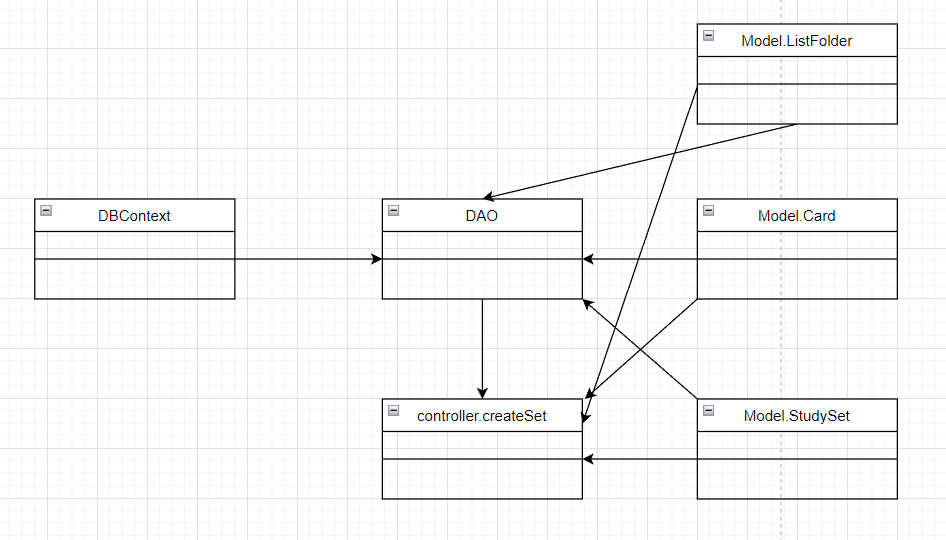 Model.ListFolder
DBContext
DAO
Model.Card
controller.createSet
Model.StudySet